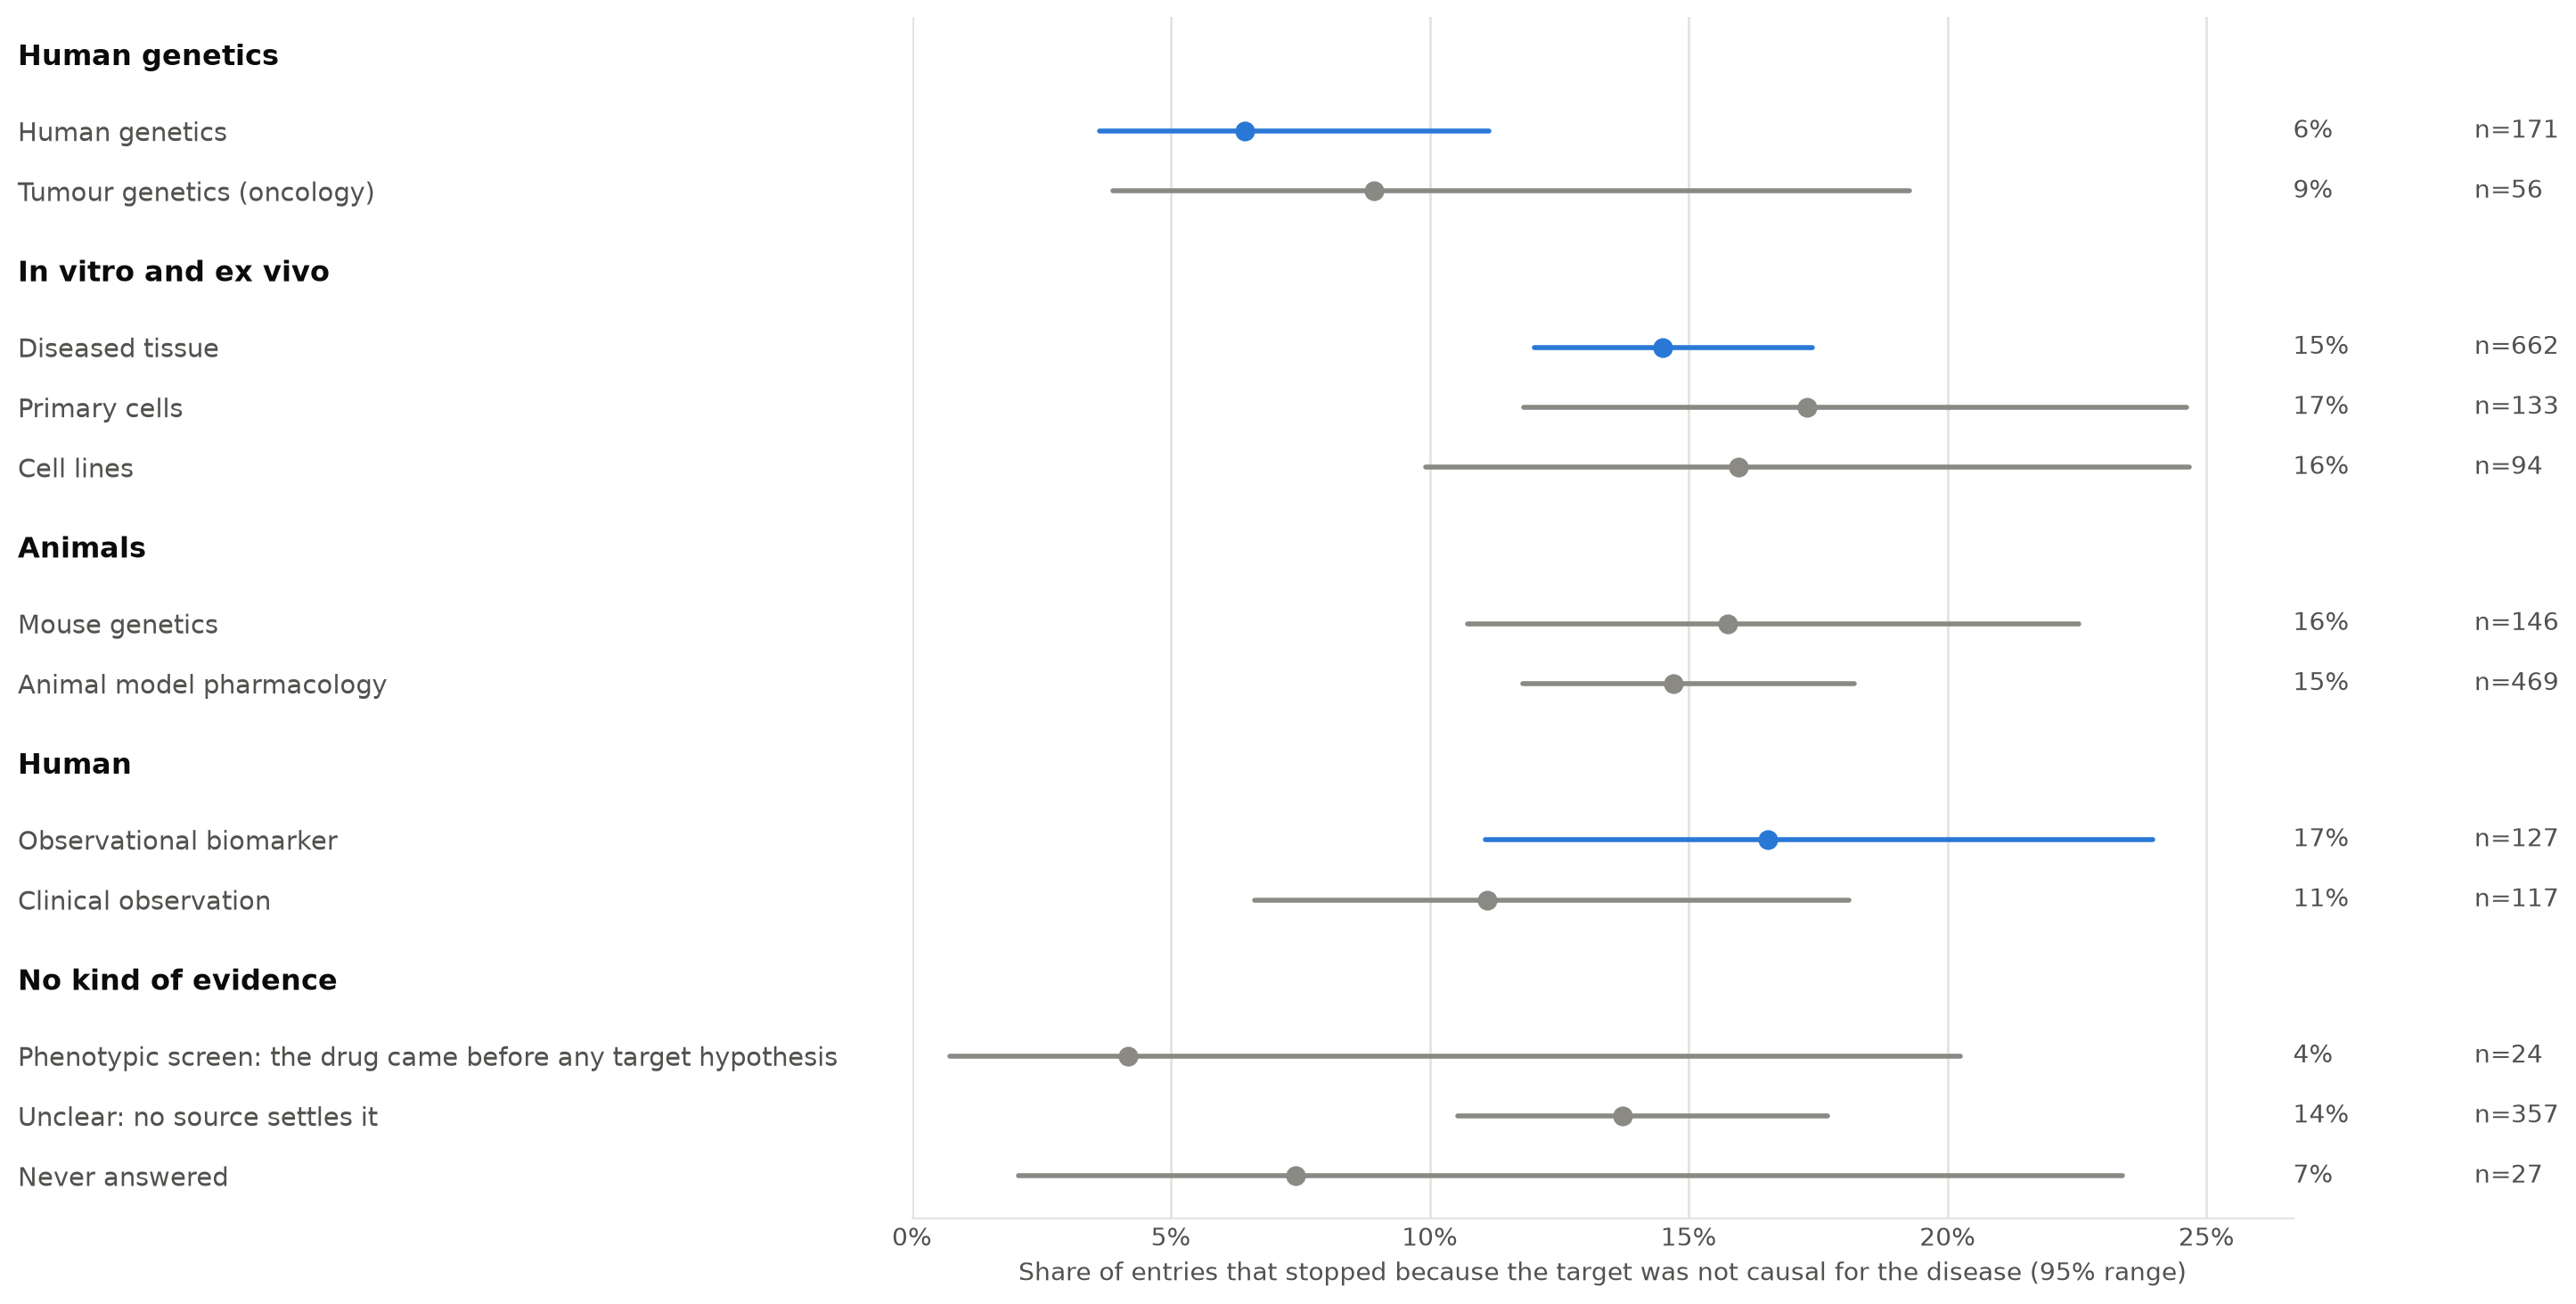 Human genetics
Human genetics 6% n=171
Tumour genetics (oncology) 9% n=56
In vitro and ex vivo
Diseased tissue 15% n=662
Primary cells 17% n=133
Cell lines 16% n=94
Animals
Mouse genetics 16% n=146
Animal model pharmacology 15% n=469
Human
Observational biomarker 17% n=127
Clinical observation 11% n=117
No kind of evidence
Phenotypic screen: the drug came before any target hypothesis 4% n=24
Unclear: no source settles it 14% n=357
Never answered 7% n=27
0% 5% 10% 15% 20% 25%
Share of entries that stopped because the target was not causal for the disease (95% range)